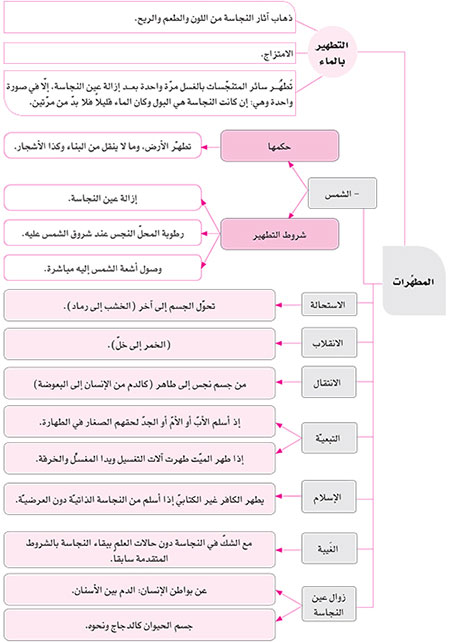 ذهاب آثار النجاسة من اللون والطعم والريح.
التطهير
بالماء
الامتزاج.
تَطهُر سائر المتنجّسات بالغسل مرّة واحدة بعد إزالة عين النجاسة، إلّا في صورة
واحدة وهي: إن كانت النجاسة هي البول وكان الماء قليلاً فلا بدّ من مرّتين.
المطهّرات
- الشمس
حكمها
تطهّر الأرض، وما لا ينقل من البناء وكذا الأشجار.
شروط التطهير
إزالة عين النجاسة.
رطوبة المحلّ النجس عند شروق الشمس عليه.
وصول أشعة الشمس إليه مباشرة.
الاستحالة
تحوّل الجسم إلى آخر (الخشب إلى رماد).
الانقلاب
(الخمر إلى خلّ).
الانتقال
من جسم نجس إلى طاهر (كالدم من الإنسان إلى البعوضة)
التبعيّة
إذ أسلم الأبّ أو الأمّ أو الجدّ لحقهم الصغار في الطهارة.
إذا طهر الميّت طهرت آلات التغسيل ويدا المغسلّ والخرقة.
الإسلام
يطهر الكافر غير الكتابيّ إذا أسلم من النجاسة الذاتيّة دون العرضيّة.
الغَيبة
مع الشكّ في النجاسة دون حالات العلم ببقاء النجاسة بالشروط
المتقدمة سابقاً.
زوال عين
النجاسة
عن بواطن الإنسان: الدم بين الأسنان.
جسم الحيوان كالدجاج ونحوه.